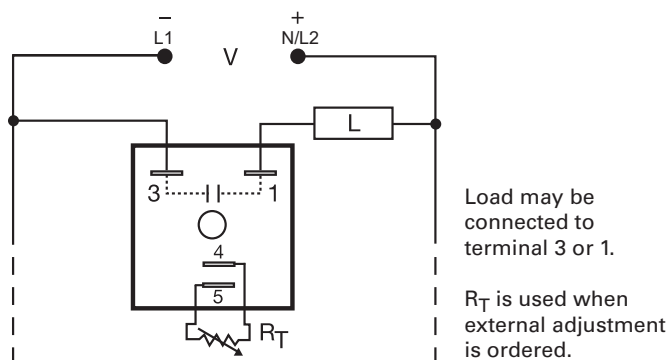 – +
L1 V N/L2
L
3 1
4
5
RT
Load may be
connected to
terminal 3 or 1.
RT is used when
external adjustment
is ordered.